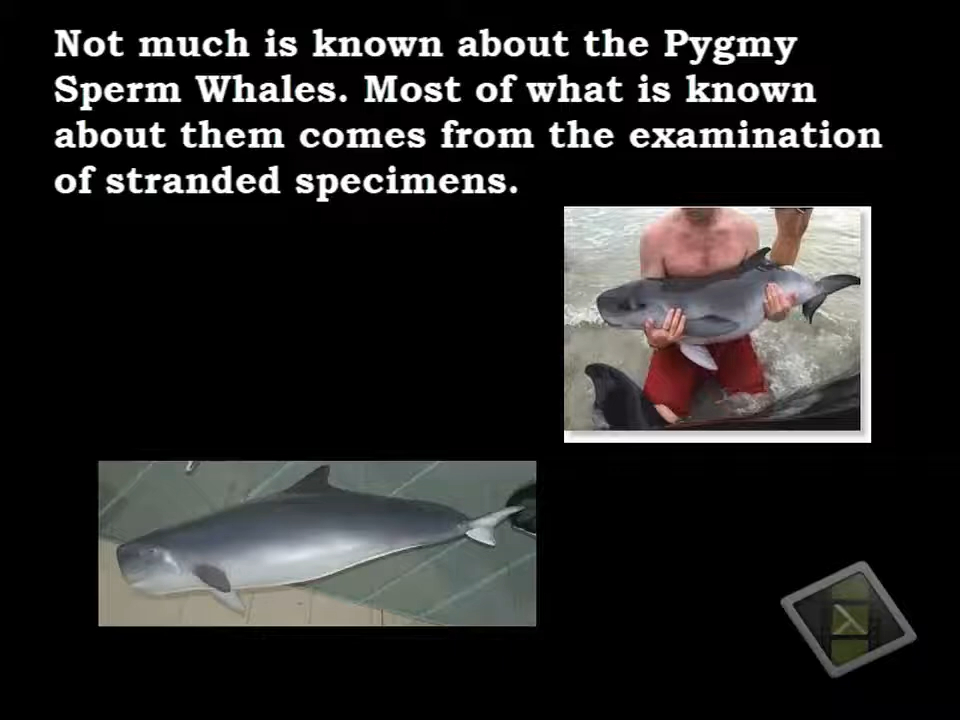 Not much is known about the Pygmy
Sperm Whales. Most of what is known
about them comes from the examination
of stranded specimens.